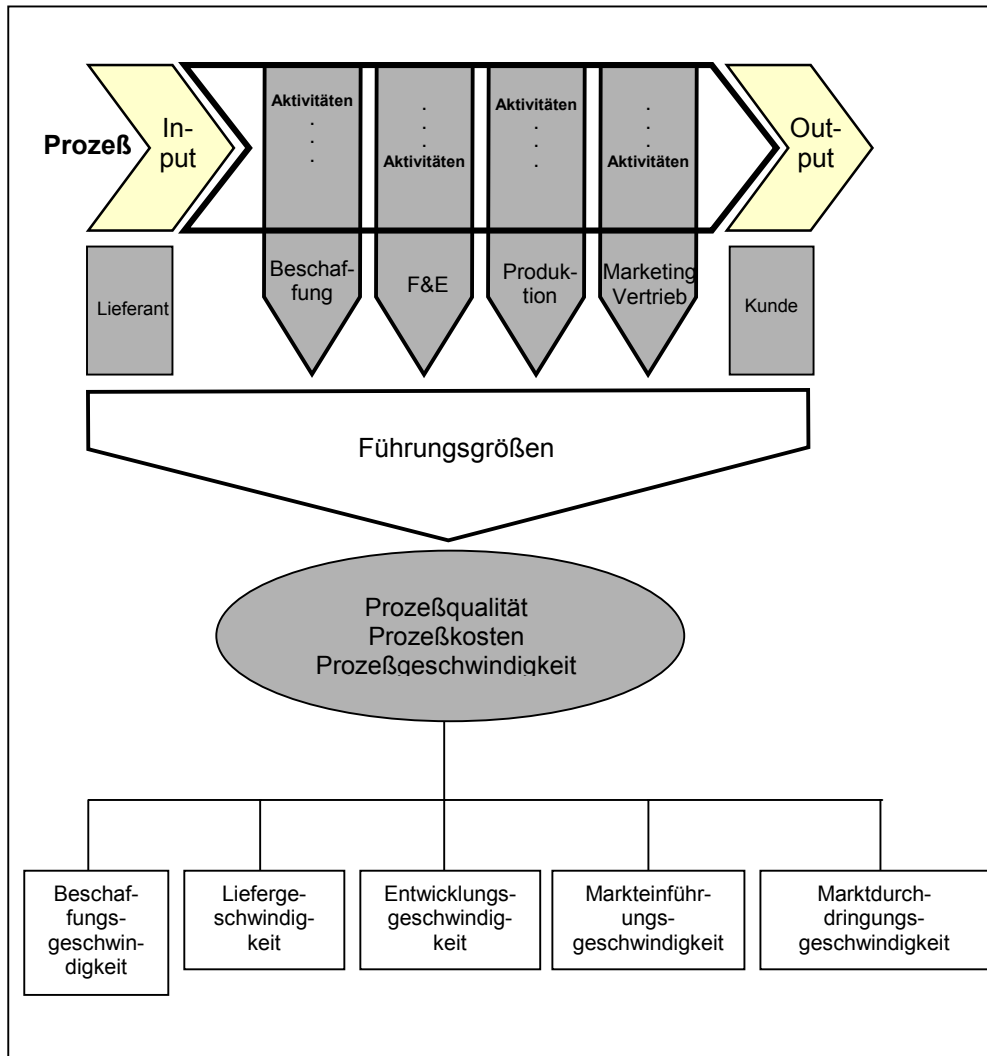 Prozeß
In-
put
Aktivitäten
.
.
.
.
.
.
Aktivitäten
Aktivitäten
.
.
.
.
.
.
Aktivitäten
Out-
put
Lieferant
Beschaf-
fung
F&E
Produk-
tion
Marketing
Vertrieb
Kunde
Führungsgrößen
Prozeßqualität
Prozeßkosten
Prozeßgeschwindigkeit
Beschaf-
fungs-
geschwin-
digkeit
Lieferge-
schwindig-
keit
Entwicklungs-
geschwindig-
keit
Markteinführ-
ungs-
geschwindigkeit
Marktdurch-
dringungs-
geschwindigkeit